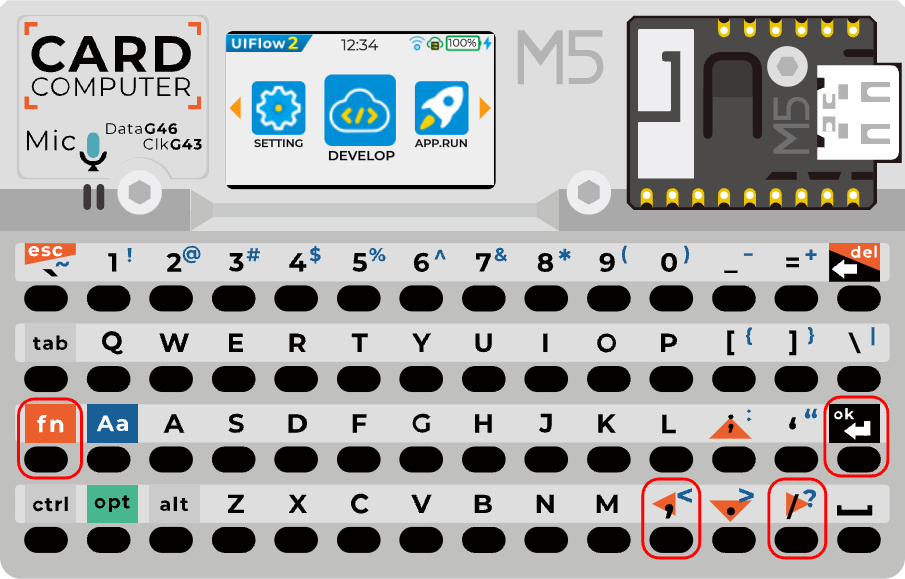 CARD
COMPUTER
Mic
DataG46
ClkG43
UIFlow2
12:34
100%
SETTING
DEVELOP
APP.RUN
M5
M5
esc ` ~ 1 ! 2 @ 3 # 4 $ 5 % 6 ^ 7 & 8 * 9 ( 0 ) _ - = + del
tab Q W E R T Y U I O P [ { ] } \ |
fn Aa A S D F G H J K L ; : ‘ “ ok
ctrl opt alt Z X C V B N M , < . > / ?